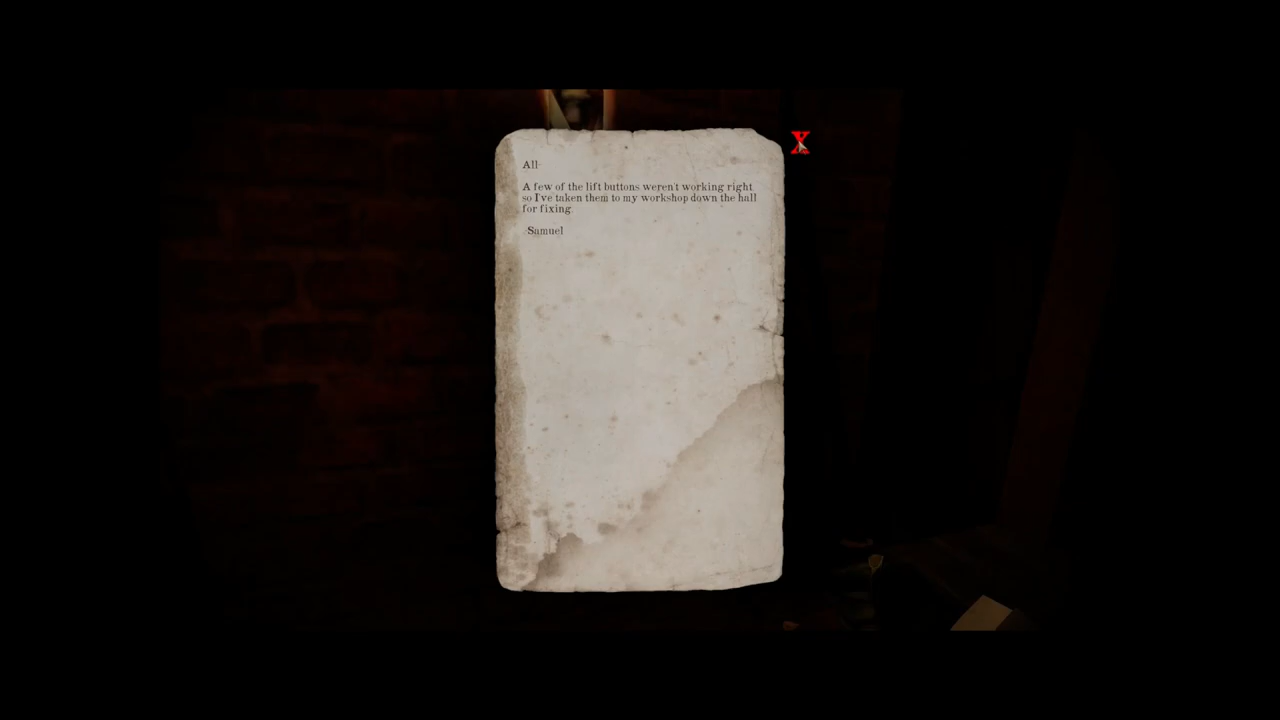 All-
A few of the lift buttons weren't working right
so I've taken them to my workshop down the hall
for fixing.
-Samuel
X